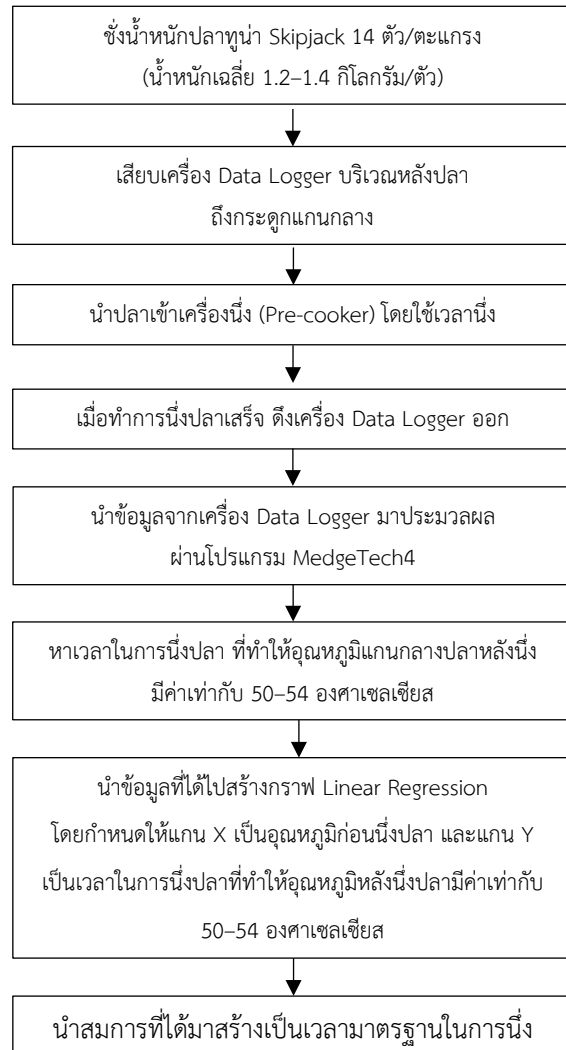 ชั่งน้ำหนักปลาทูน่า Skipjack 14 ตัว/ตะแกรง
(น้ำหนักเฉลี่ย 1.2–1.4 กิโลกรัม/ตัว)
เสียบเครื่อง Data Logger บริเวณหลังปลา
ถึงกระดูกแกนกลาง
นำปลาเข้าเครื่องนึ่ง (Pre-cooker) โดยใช้เวลานึ่ง
เมื่อทำการนึ่งปลาเสร็จ ดึงเครื่อง Data Logger ออก
นำข้อมูลจากเครื่อง Data Logger มาประมวลผล
ผ่านโปรแกรม MedgeTech4
หาเวลาในการนึ่งปลา ที่ทำให้อุณหภูมิแกนกลางปลาหลังนึ่ง
มีค่าเท่ากับ 50–54 องศาเซลเซียส
นำข้อมูลที่ได้ไปสร้างกราฟ Linear Regression
โดยกำหนดให้แกน X เป็นอุณหภูมิก่อนนึ่งปลา และแกน Y
เป็นเวลาในการนึ่งปลาที่ทำให้อุณหภูมิหลังนึ่งปลามีค่าเท่ากับ
50–54 องศาเซลเซียส
นำสมการที่ได้มาสร้างเป็นเวลามาตรฐานในการนึ่ง